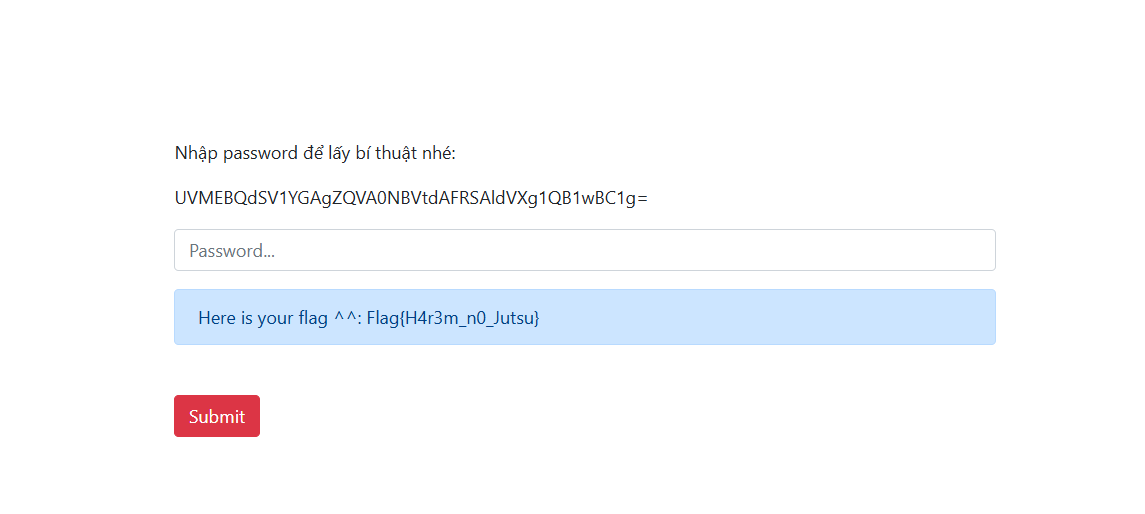 Nhập password để lấy bí thuật nhé:
UVMEBQdSV1YGAgZQVA0NBVtdAFRSAldVXg1QB1wBC1g=
Password...
Here is your flag ^^: Flag{H4r3m_n0_Jutsu}
Submit